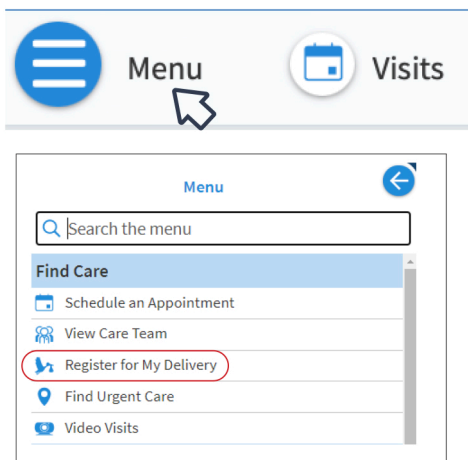 Menu Visits
Menu
Search the menu
Find Care
Schedule an Appointment
View Care Team
Register for My Delivery
Find Urgent Care
Video Visits